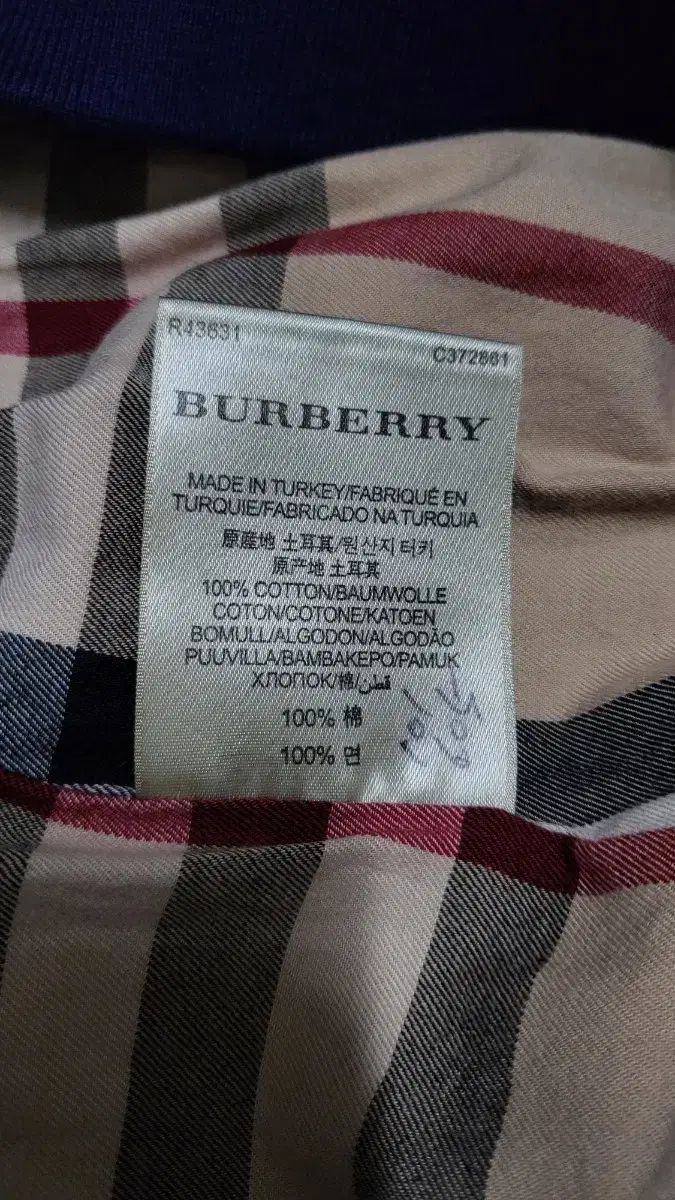 R43631
C372861
BURBERRY
MADE IN TURKEY/FABRIQUÉ EN
TURQUIE/FABRICADO NA TURQUIA
原産地 土耳其/원산지 터키
原产地 土耳其
100% COTTON/BAUMWOLLE
COTON/COTONE/KATOEN
BOMULL/ALGODON/ALGODÃO
PUUVILLA/BAMBAKEPO/PAMUK
ХЛОПОК/棉/قطن
100% 棉
100% 면